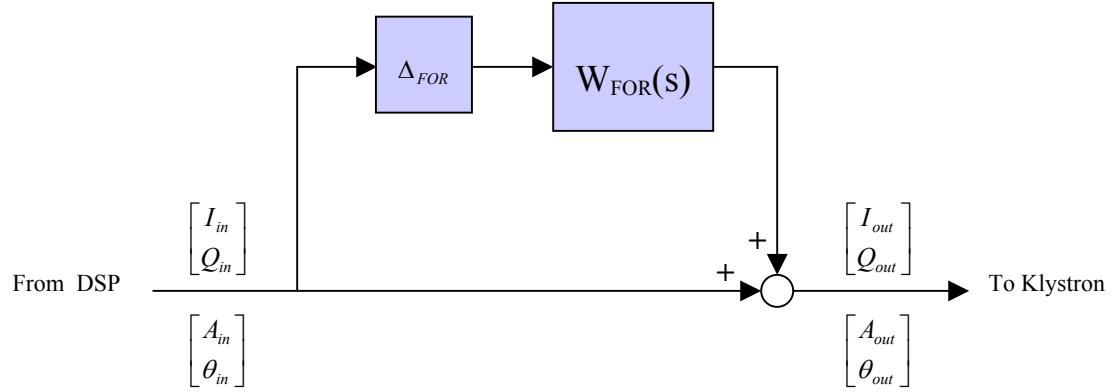 Δ_FOR
W_FOR(s)
[I_in
Q_in]
[I_out
Q_out]
+
+
From DSP
To Klystron
[A_in
θ_in]
[A_out
θ_out]